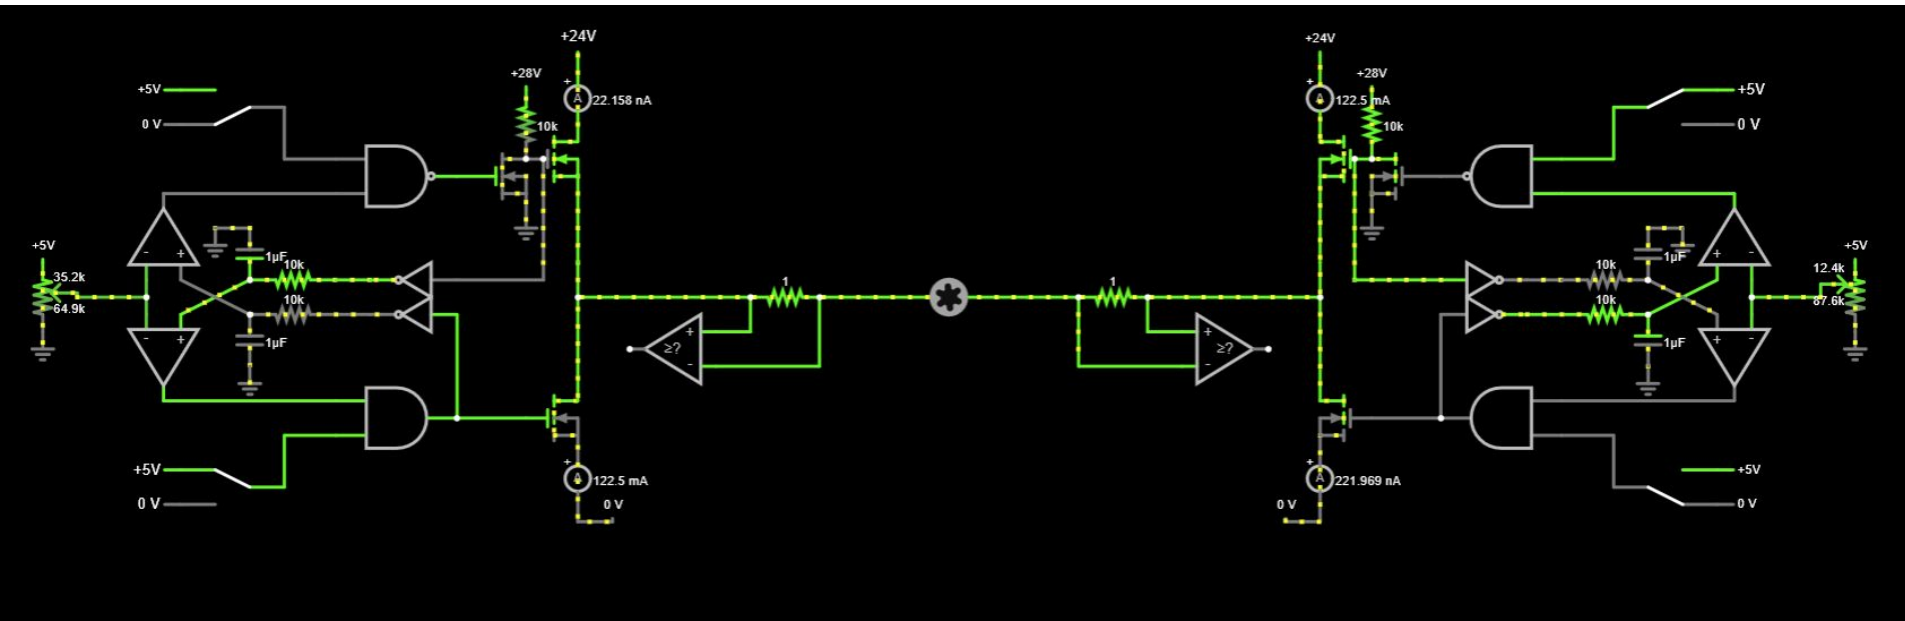 +24V
+24V
+28V
+28V
+5V
+5V
+
A
22.158 nA
+
A
122.5 mA
0 V
10k
10k
0 V
+5V
+5V
-
+
1µF
10k
10k
1µF
+
-
35.2k
1
1
12.4k
64.9k
10k
10k
87.6k
-
+
1µF
+
≥?
-
+
≥?
-
1µF
+
-
+5V
+
A
122.5 mA
+
A
221.969 nA
+5V
0 V
0 V
0 V
0 V